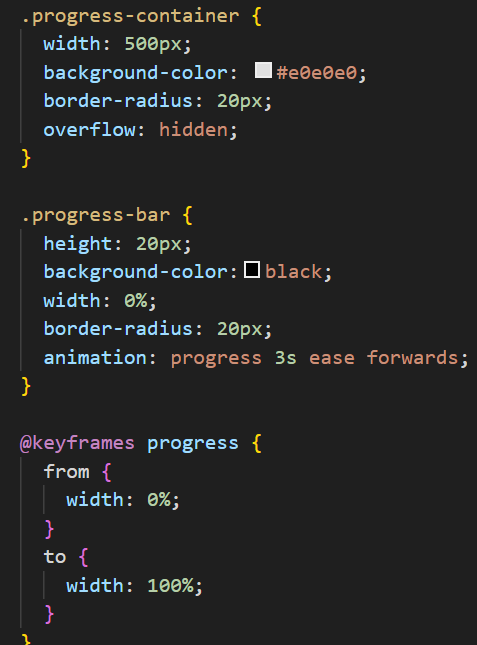 .progress-container {
  width: 500px;
  background-color: #e0e0e0;
  border-radius: 20px;
  overflow: hidden;
}

.progress-bar {
  height: 20px;
  background-color: black;
  width: 0%;
  border-radius: 20px;
  animation: progress 3s ease forwards;
}

@keyframes progress {
  from {
    width: 0%;
  }
  to {
    width: 100%;
  }
}